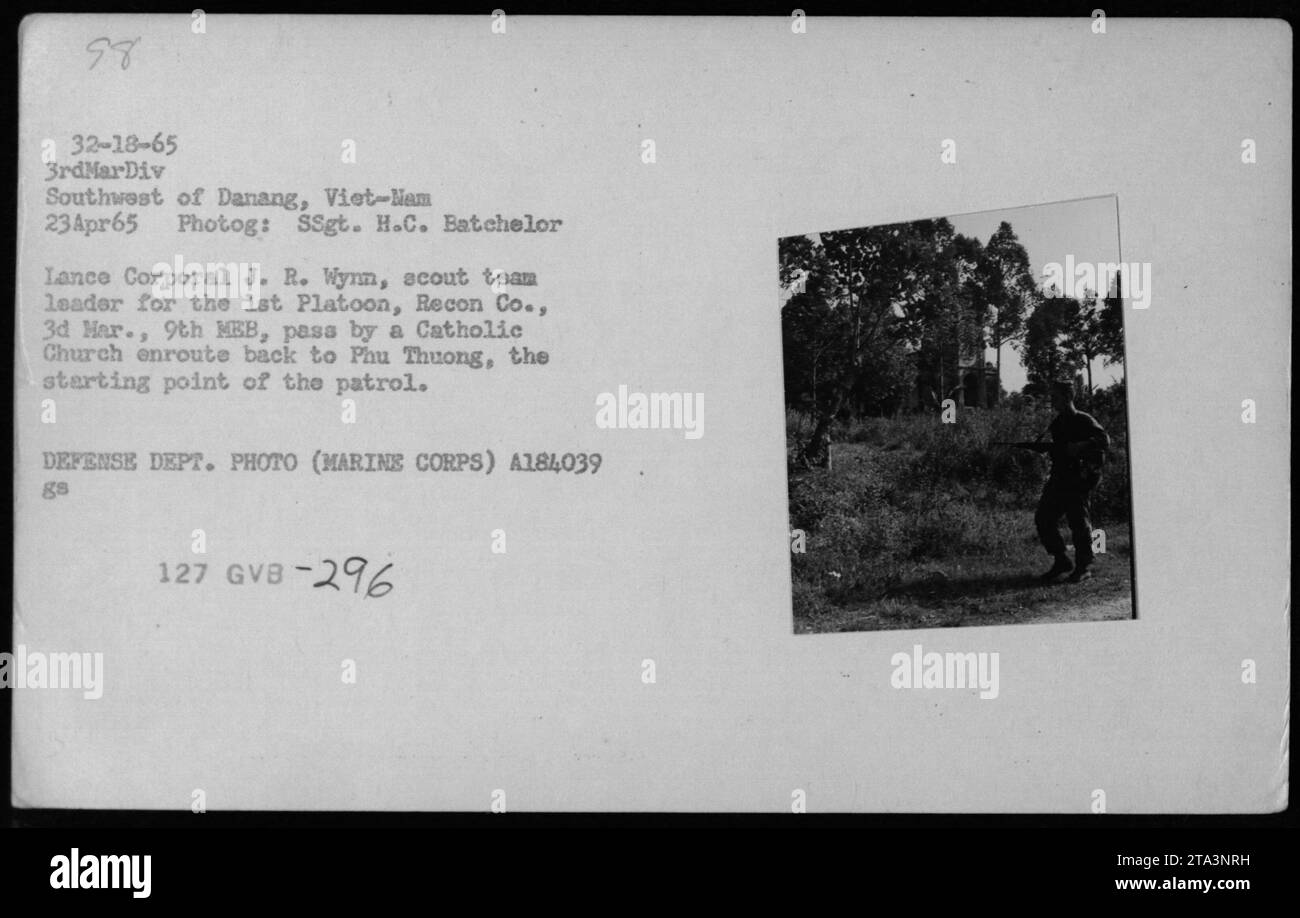 98
32-18-65
3rdMarDiv
Southwest of Danang, Viet-Nam
23Apr65 Photog: SSgt. H.C. Batchelor
Lance Corporal J. R. Wynn, scout team
leader for the 1st Platoon, Recon Co.,
3d Mar., 9th MEB, pass by a Catholic
Church enroute back to Phu Thuong, the
starting point of the patrol.
DEFENSE DEPT. PHOTO (MARINE CORPS) A184039
gs
127 GVB -296
alamy
alamy
alamy
alamy
alamy
alamy
Image ID: 2TA3NRH
www.alamy.com